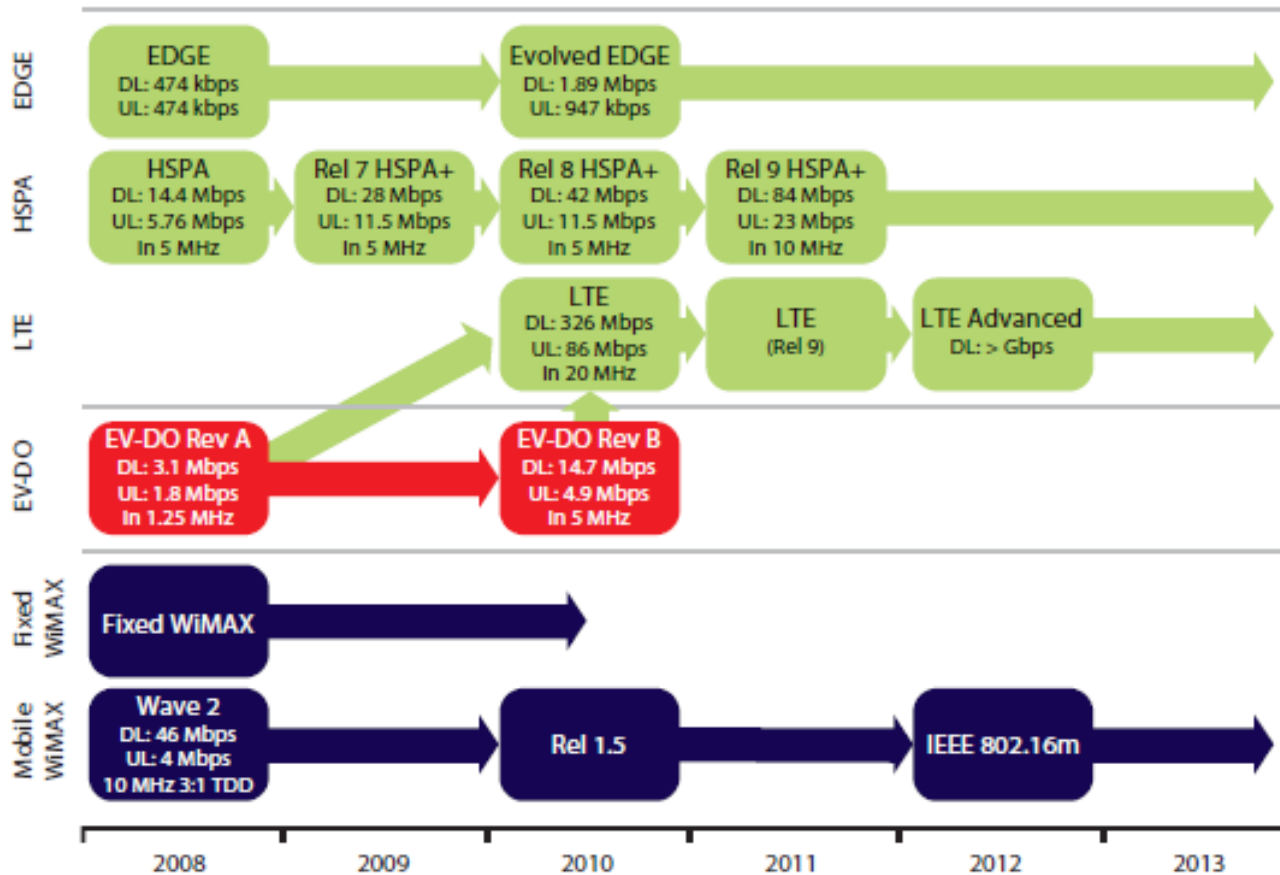 EDGE
EDGE
DL: 474 kbps
UL: 474 kbps
Evolved EDGE
DL: 1.89 Mbps
UL: 947 kbps
HSPA
HSPA
DL: 14.4 Mbps
UL: 5.76 Mbps
In 5 MHz
Rel 7 HSPA+
DL: 28 Mbps
UL: 11.5 Mbps
In 5 MHz
Rel 8 HSPA+
DL: 42 Mbps
UL: 11.5 Mbps
In 5 MHz
Rel 9 HSPA+
DL: 84 Mbps
UL: 23 Mbps
In 10 MHz
LTE
LTE
DL: 326 Mbps
UL: 86 Mbps
In 20 MHz
LTE
(Rel 9)
LTE Advanced
DL: > Gbps
EV-DO
EV-DO Rev A
DL: 3.1 Mbps
UL: 1.8 Mbps
In 1.25 MHz
EV-DO Rev B
DL: 14.7 Mbps
UL: 4.9 Mbps
In 5 MHz
Fixed
WiMAX
Fixed WiMAX
Mobile
WiMAX
Wave 2
DL: 46 Mbps
UL: 4 Mbps
10 MHz 3:1 TDD
Rel 1.5
IEEE 802.16m
2008
2009
2010
2011
2012
2013